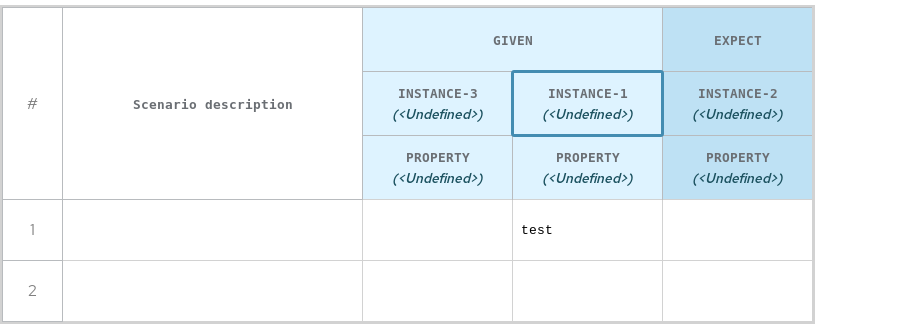 #
Scenario description
GIVEN
EXPECT
INSTANCE-3
(<Undefined>)
INSTANCE-1
(<Undefined>)
INSTANCE-2
(<Undefined>)
PROPERTY
(<Undefined>)
PROPERTY
(<Undefined>)
PROPERTY
(<Undefined>)
1
test
2